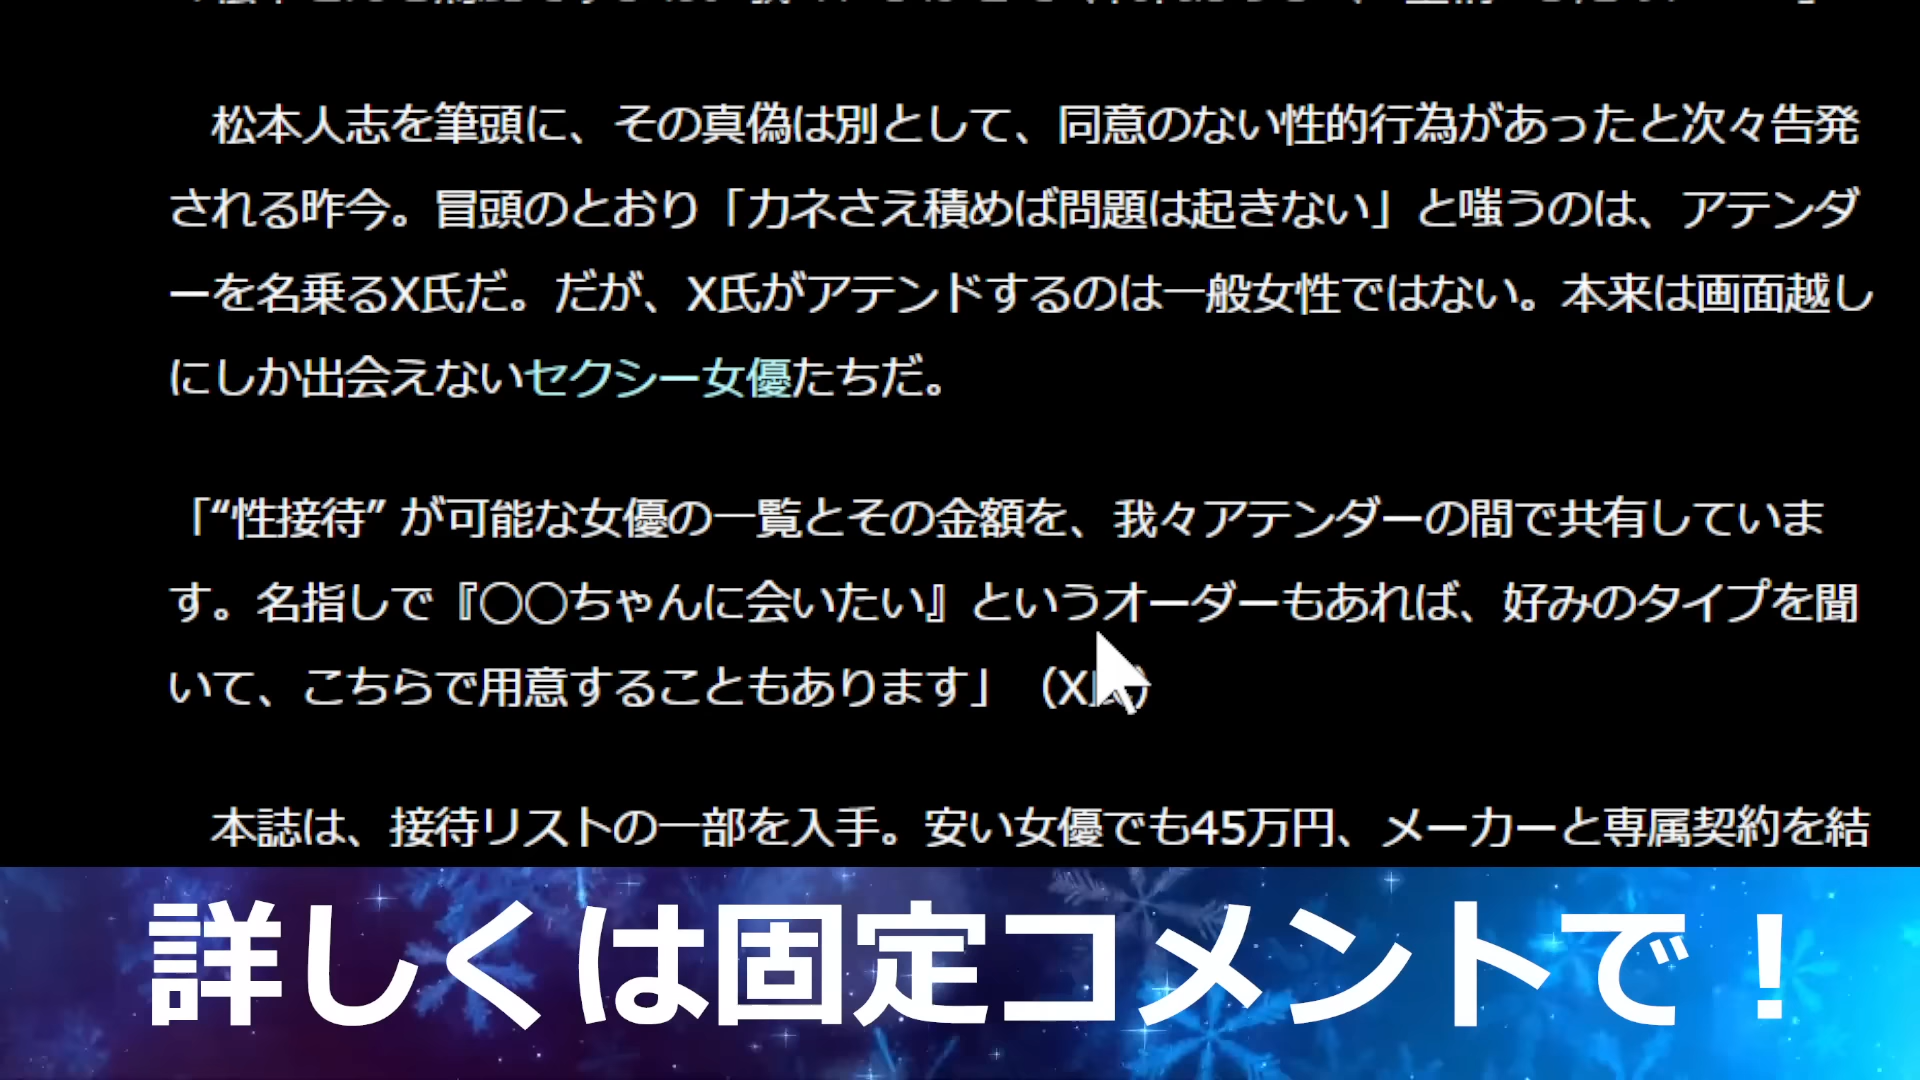 松本人志を筆頭に、その真偽は別として、同意のない性的行為があったと次々告発
される昨今。冒頭のとおり「カネさえ積めば問題は起きない」と嗤うのは、アテンダ
ーを名乗るX氏だ。だが、X氏がアテンドするのは一般女性ではない。本来は画面越し
にしか出会えないセクシー女優たちだ。
「“性接待” が可能な女優の一覧とその金額を、我々アテンダーの間で共有していま
す。名指しで『〇〇ちゃんに会いたい』というオーダーもあれば、好みのタイプを聞
いて、こちらで用意することもあります」（X
本誌は、接待リストの一部を入手。安い女優でも45万円、メーカーと専属契約を結
詳しくは固定コメントで！